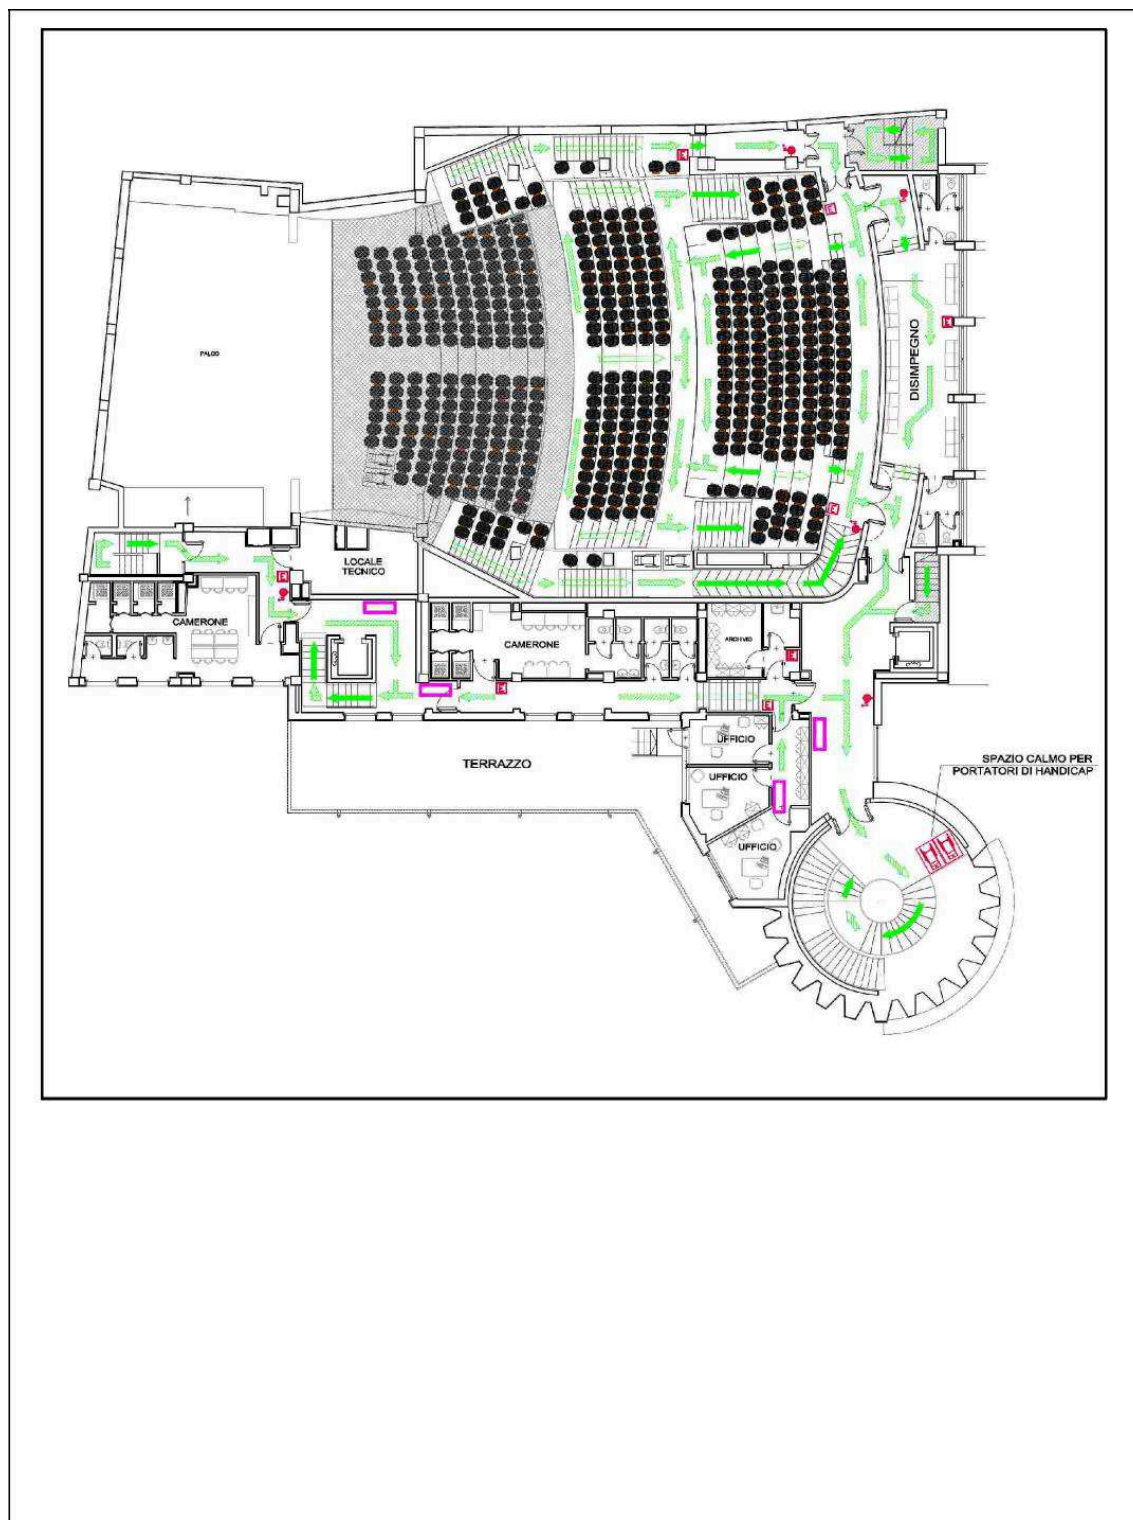 PALCO
DISIMPEGNO
LOCALE
TECNICO
CAMERONE
CAMERONE
ARCHIVIO
UFFICIO
TERRAZZO
UFFICIO
SPAZIO CALMO PER
PORTATORI DI HANDICAP
UFFICIO